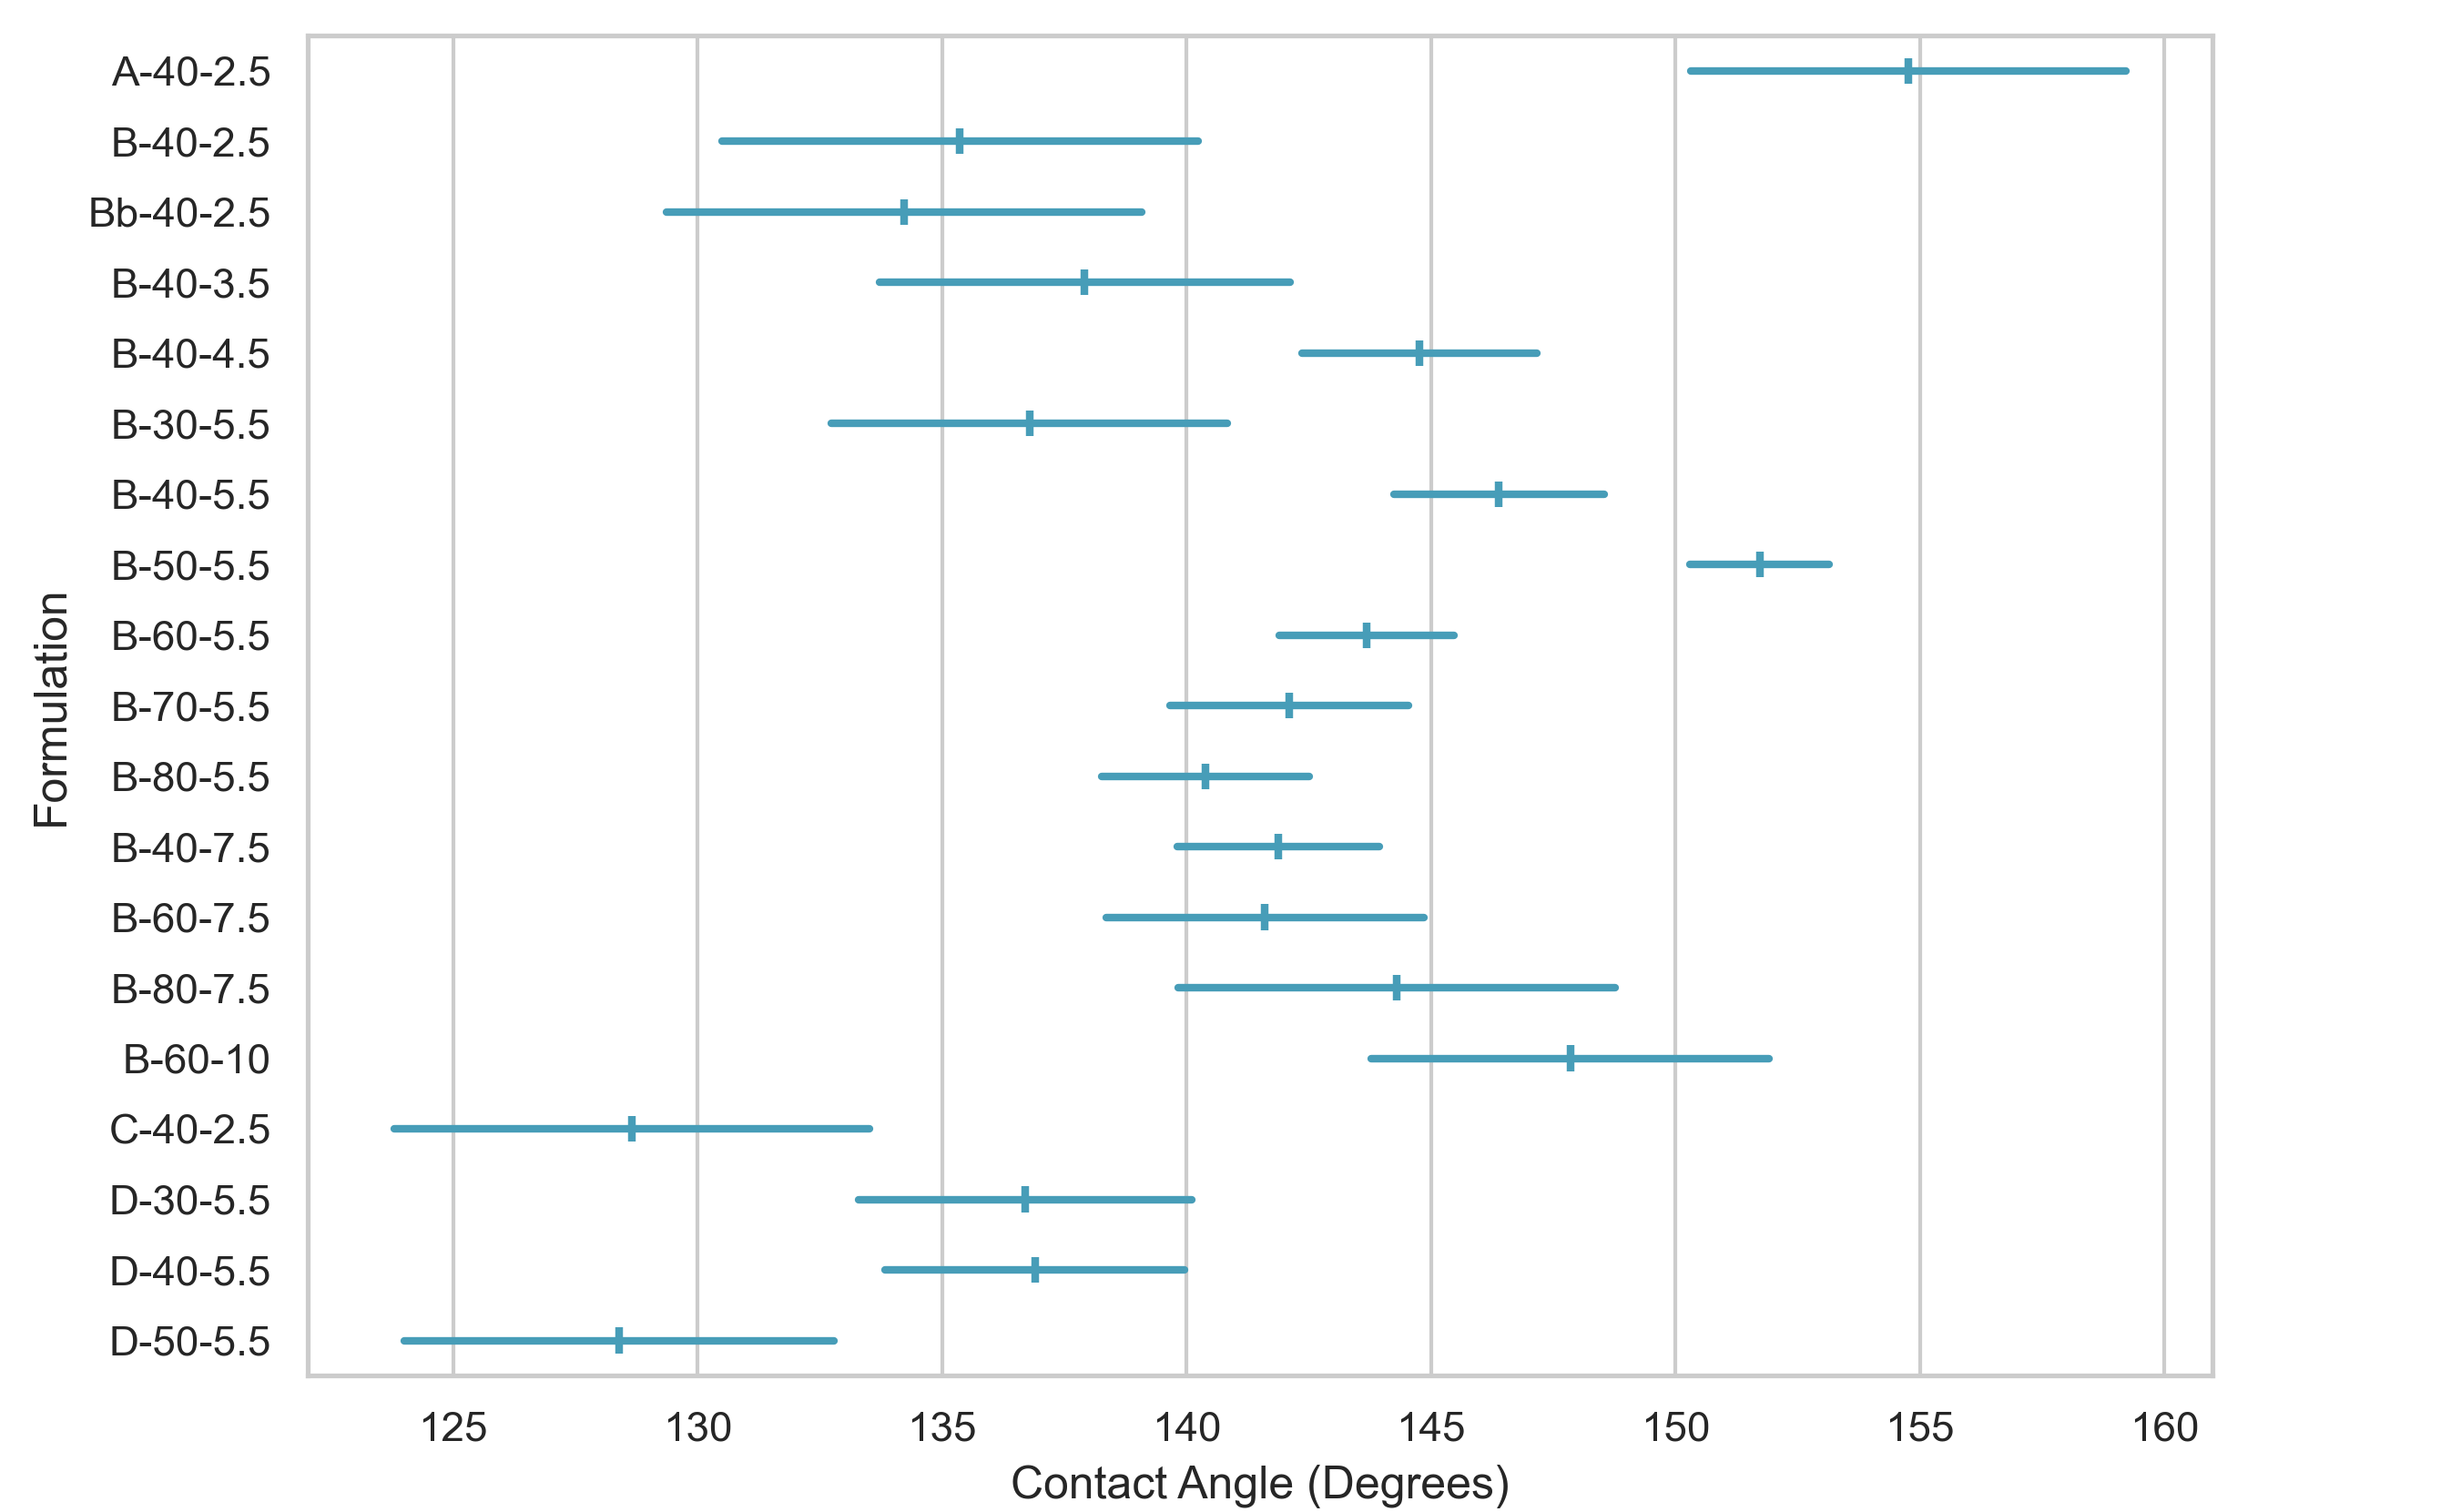 A-40-2.5
B-40-2.5
Bb-40-2.5
B-40-3.5
B-40-4.5
B-30-5.5
B-40-5.5
B-50-5.5
B-60-5.5
B-70-5.5
B-80-5.5
B-40-7.5
B-60-7.5
B-80-7.5
B-60-10
C-40-2.5
D-30-5.5
D-40-5.5
D-50-5.5
Formulation
125 130 135 140 145 150 155 160
Contact Angle (Degrees)